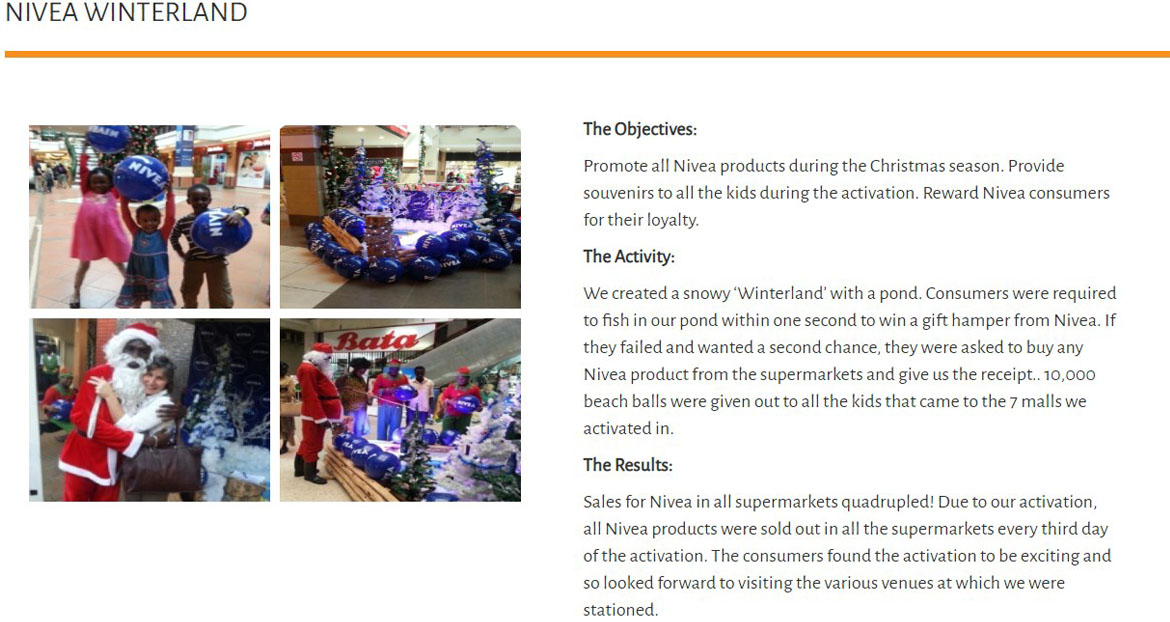 NIVEA WINTERLAND
NIVEA
NIVEA
NIVEA
NIVEA
Bata
NIVEA
The Objectives:
Promote all Nivea products during the Christmas season. Provide
souvenirs to all the kids during the activation. Reward Nivea consumers
for their loyalty.
The Activity:
We created a snowy ‘Winterland’ with a pond. Consumers were required
to fish in our pond within one second to win a gift hamper from Nivea. If
they failed and wanted a second chance, they were asked to buy any
Nivea product from the supermarkets and give us the receipt.. 10,000
beach balls were given out to all the kids that came to the 7 malls we
activated in.
The Results:
Sales for Nivea in all supermarkets quadrupled! Due to our activation,
all Nivea products were sold out in all the supermarkets every third day
of the activation. The consumers found the activation to be exciting and
so looked forward to visiting the various venues at which we were
stationed.